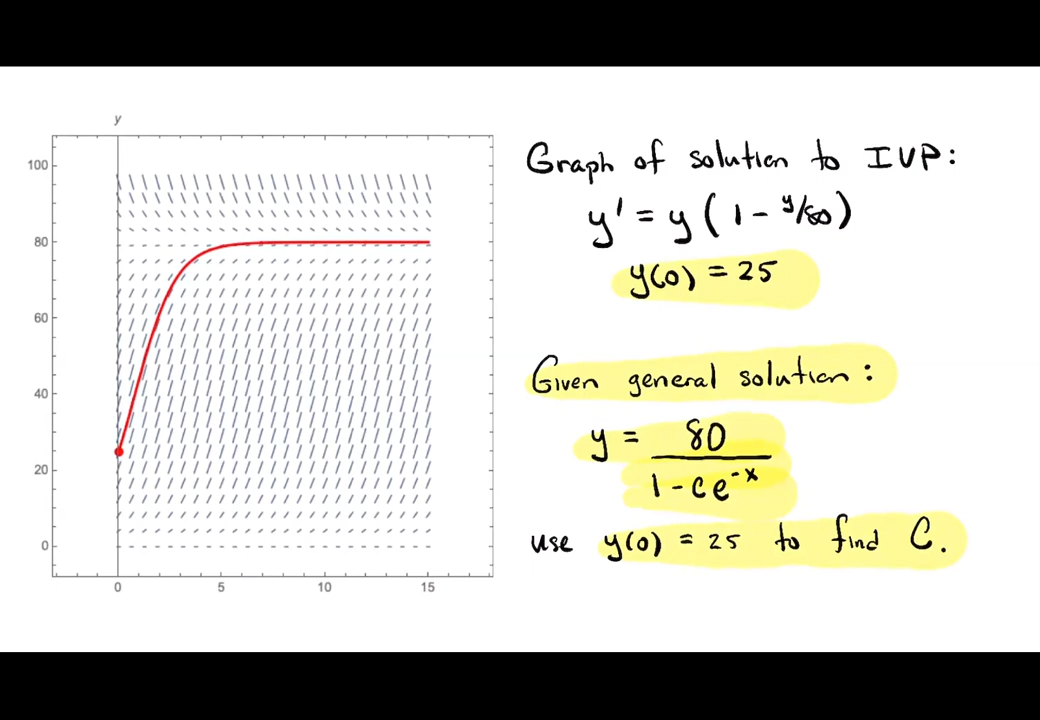 y
100
80
60
40
20
0
0 5 10 15
Graph of solution to IVP:
y' = y (1 - y/80)
y(0) = 25
Given general solution:
y = 80 / (1 - ce^-x)
use y(0) = 25 to find C.